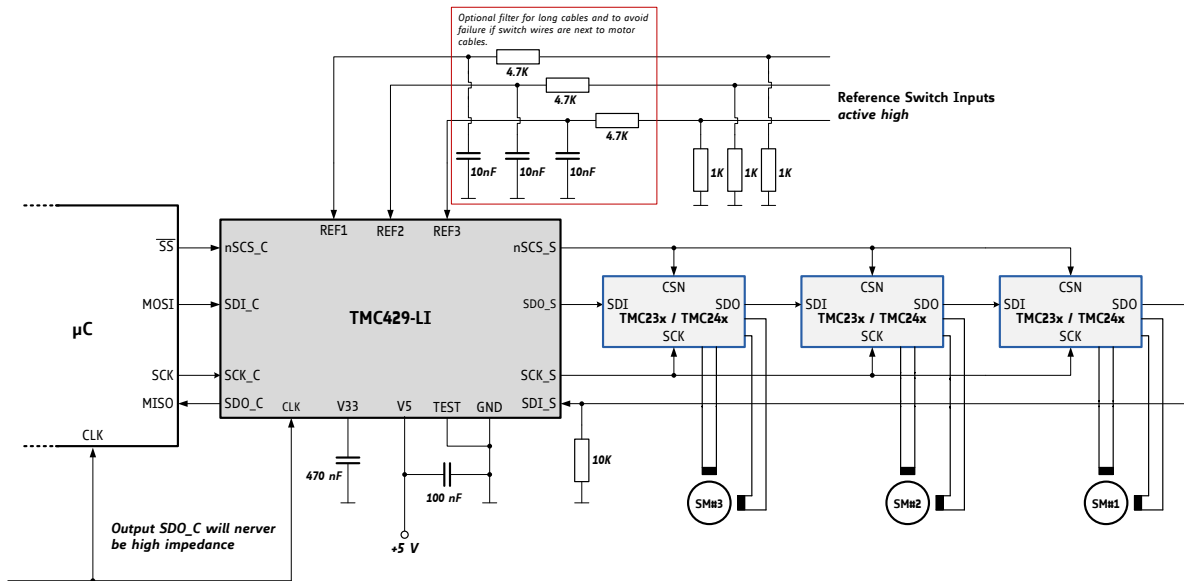 Optional filter for long cables and to avoid
failure if switch wires are next to motor
cables.
4.7K
4.7K
4.7K
Reference Switch Inputs
active high
10nF
10nF
10nF
1K
1K
1K
REF1
REF2
REF3
SS
nSCS_C
nSCS_S
MOSI
SDI_C
SDO_S
µC
TMC429-LI
SCK
SCK_C
SCK_S
MISO
SDO_C
SDI_S
CLK
CLK
V33
V5
TEST
GND
CSN
SDI
SDO
TMC23x / TMC24x
SCK
CSN
SDI
SDO
TMC23x / TMC24x
SCK
CSN
SDI
SDO
TMC23x / TMC24x
SCK
470 nF
100 nF
10K
SM#3
SM#2
SM#1
Output SDO_C will nerver
be high impedance
+5 V